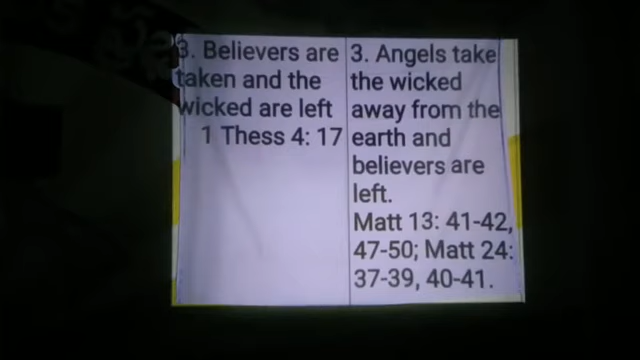 3. Believers are
taken and the
wicked are left
1 Thess 4: 17
3. Angels take
the wicked
away from the
earth and
believers are
left.
Matt 13: 41-42,
47-50; Matt 24:
37-39, 40-41.